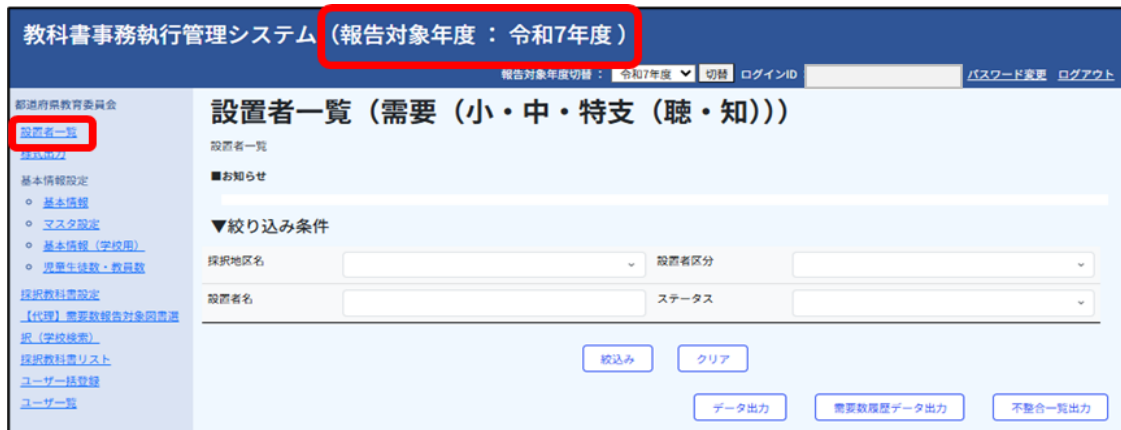 教科書事務執行管理システム（報告対象年度 ： 令和7年度 ）
報告対象年度切替 ： 令和7年度 切替 ログインID パスワード変更 ログアウト
都道府県教育委員会
設置者一覧
様式出力
基本情報設定
基本情報
マスタ設定
基本情報（学校用）
児童生徒数・教員数
採択教科書設定
【代理】需要数報告対象図書選
択（学校検索）
採択教科書リスト
ユーザー括登録
ユーザー覧
設置者一覧（需要（小・中・特支（聴・知）））
設置者一覧
■お知らせ
▼絞り込み条件
採択地区名
設置者区分
設置者名
ステータス
絞込み クリア
データ出力 需要数履歴データ出力 不整合一覧出力